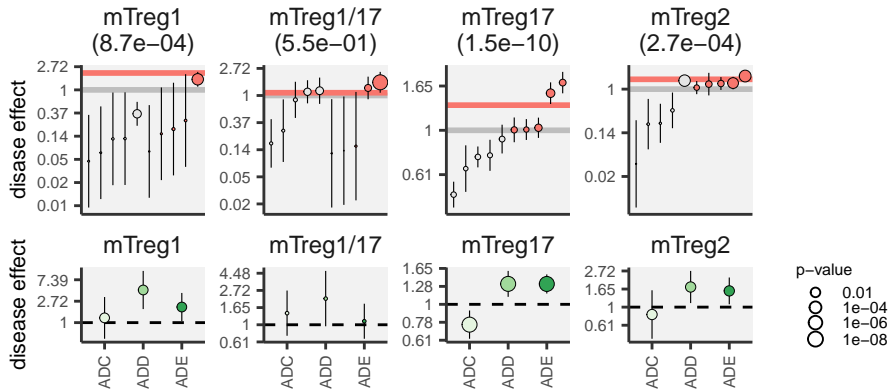 mTreg1 mTreg1/17 mTreg17 mTreg2
(8.7e−04) (5.5e−01) (1.5e−10) (2.7e−04)
disase effect
2.72
1
0.37
0.14
0.05
0.02
0.01
2.72
1
0.37
0.14
0.05
0.02
1.65
1
0.61
1
0.14
0.02
mTreg1 mTreg1/17 mTreg17 mTreg2
disease effect
7.39
2.72
1
4.48
2.72
1.65
1
0.61
1.65
1.28
1
0.78
0.61
2.72
1.65
1
0.61
ADC ADD ADE
ADC ADD ADE
ADC ADD ADE
ADC ADD ADE
p−value
0.01
1e−04
1e−06
1e−08